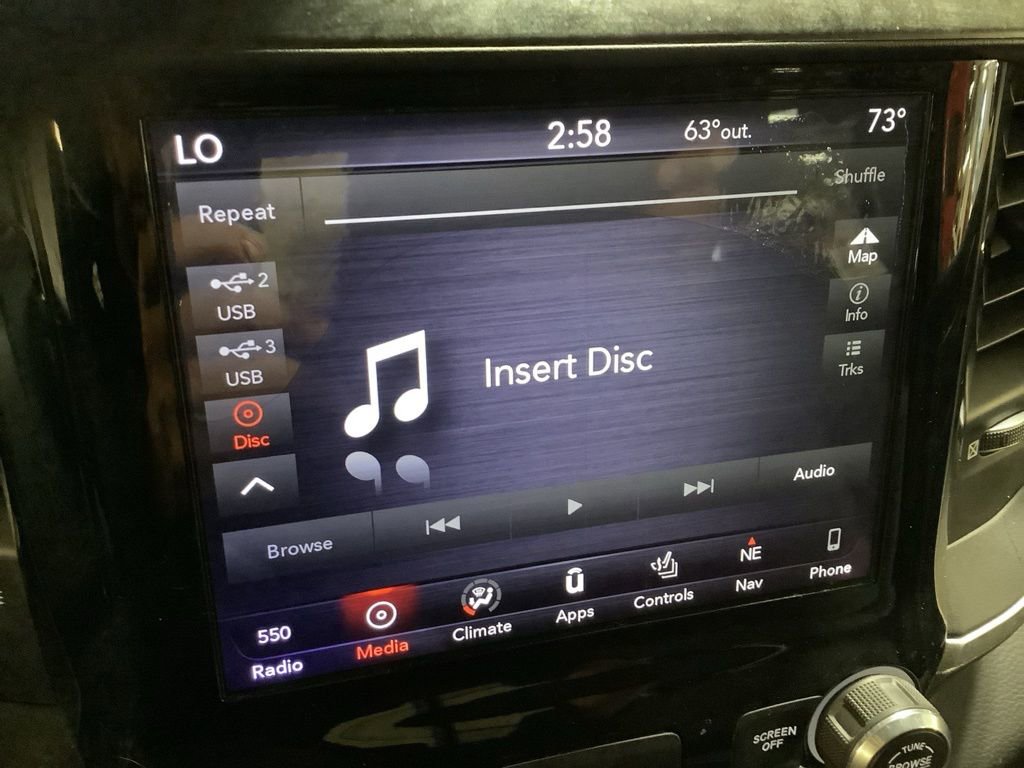 LO
2:58
63° out.
73°
Repeat
Shuffle
2
USB
Map
Info
3
USB
Insert Disc
Trks
Disc
Audio
Browse
550
NE
Radio
Media
Climate
Apps
Controls
Nav
Phone
SCREEN
OFF
TUNE
BROWSE